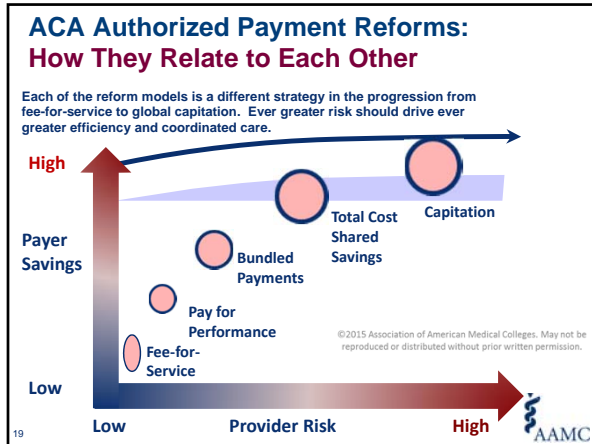 ACA Authorized Payment Reforms:
How They Relate to Each Other
Each of the reform models is a different strategy in the progression from
fee-for-service to global capitation.  Ever greater risk should drive ever
greater efficiency and coordinated care.
High
Payer
Savings
Low
Capitation
Total Cost
Shared
Savings
Bundled
Payments
Pay for
Performance
Fee-for-
Service
©2015 Association of American Medical Colleges. May not be
reproduced or distributed without prior written permission.
Low
Provider Risk
High
19
AAMC